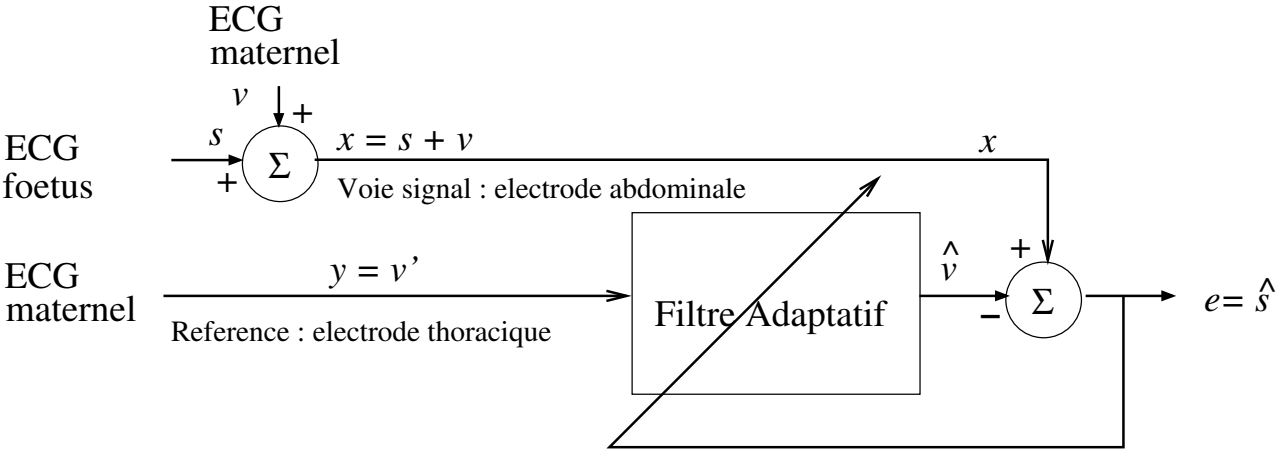 ECG
maternel
v
+
ECG
foetus
s
+
Σ
x = s + v
x
Voie signal : electrode abdominale
ECG
maternel
y = v’
Reference : electrode thoracique
Filtre Adaptatif
v̂
+
−
Σ
e= ŝ